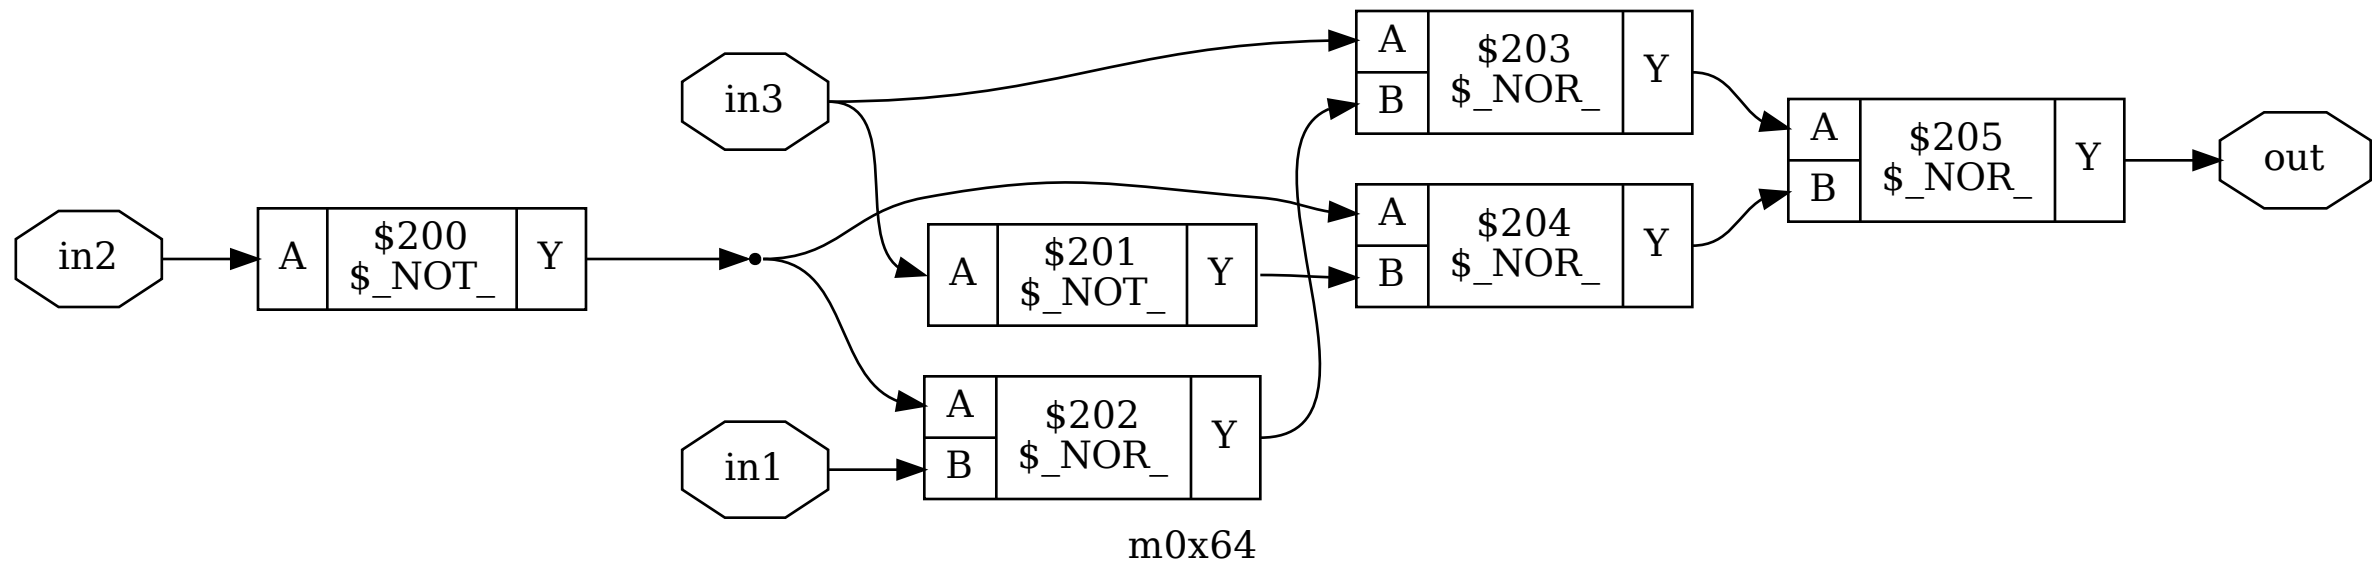 in3
in2
in1
A
$200
$_NOT_
Y
A
$201
$_NOT_
Y
A
B
$202
$_NOR_
Y
A
B
$203
$_NOR_
Y
A
B
$204
$_NOR_
Y
A
B
$205
$_NOR_
Y
out
m0x64